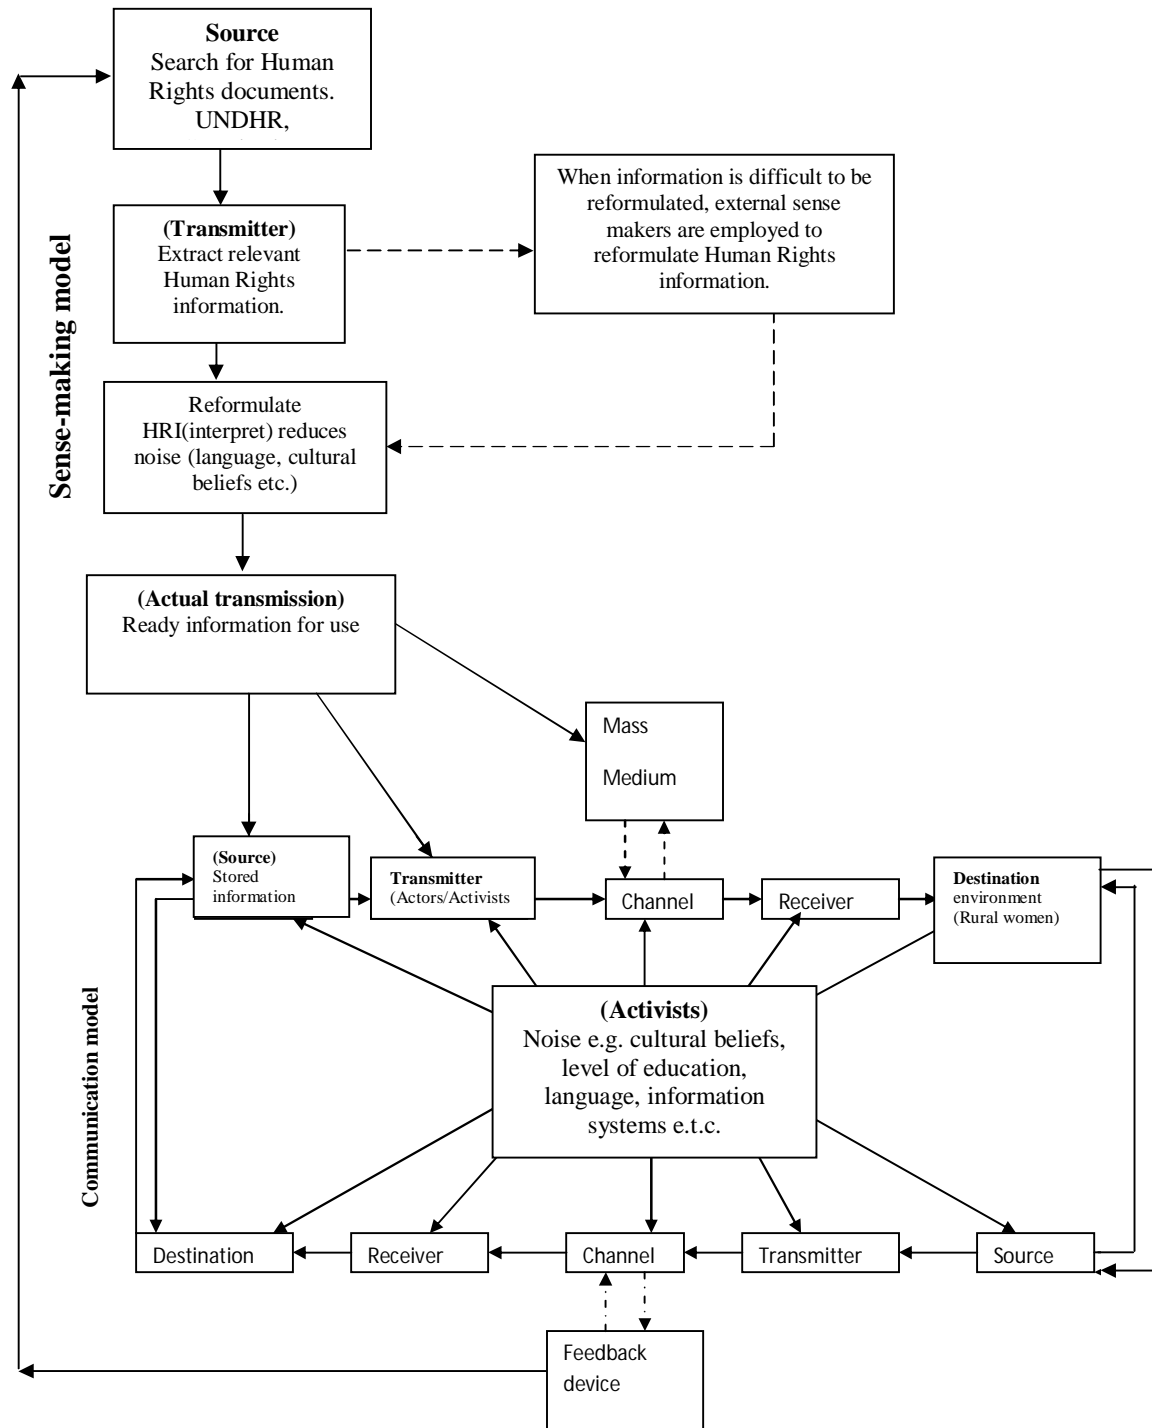 Source
Search for Human
Rights documents.
UNDHR,
When information is difficult to be
reformulated, external sense
makers are employed to
reformulate Human Rights
information.
(Transmitter)
Extract relevant
Human Rights
information.
Sense-making model
Reformulate
HRI(interpret) reduces
noise (language, cultural
beliefs etc.)
(Actual transmission)
Ready information for use
Mass
Medium
(Source)
Stored
information
Transmitter
(Actors/Activists
Channel
Receiver
Destination
environment
(Rural women)
Communication model
(Activists)
Noise e.g. cultural beliefs,
level of education,
language, information
systems e.t.c.
Destination
Receiver
Channel
Transmitter
Source
Feedback
device